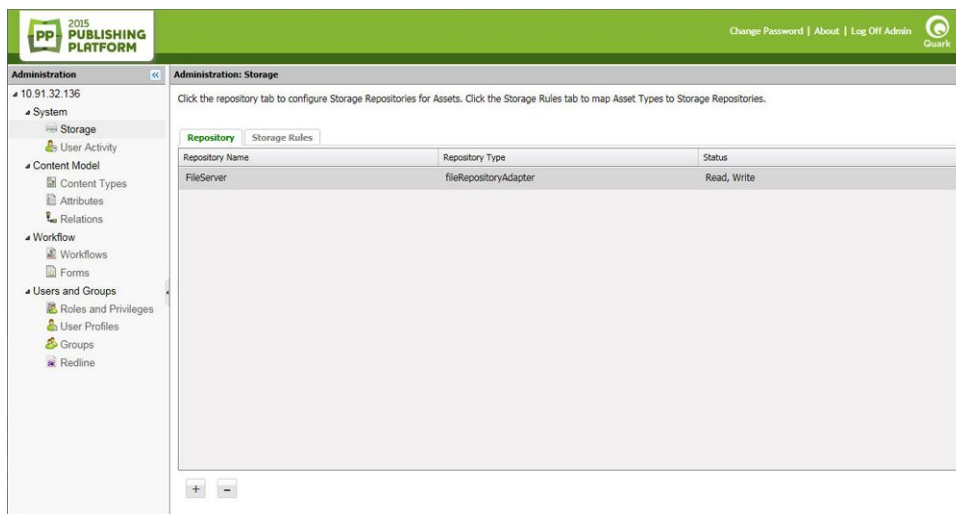 PP
2015
PUBLISHING
PLATFORM
Change Password | About | Log Off Admin
Quark
Administration
Administration: Storage
10.91.32.136
System
Storage
User Activity
Content Model
Content Types
Attributes
Relations
Workflow
Workflows
Forms
Users and Groups
Roles and Privileges
User Profiles
Groups
Redline
Click the repository tab to configure Storage Repositories for Assets. Click the Storage Rules tab to map Asset Types to Storage Repositories.
Repository Storage Rules
Repository Name Repository Type Status
FileServer fileRepositoryAdapter Read, Write
+ -